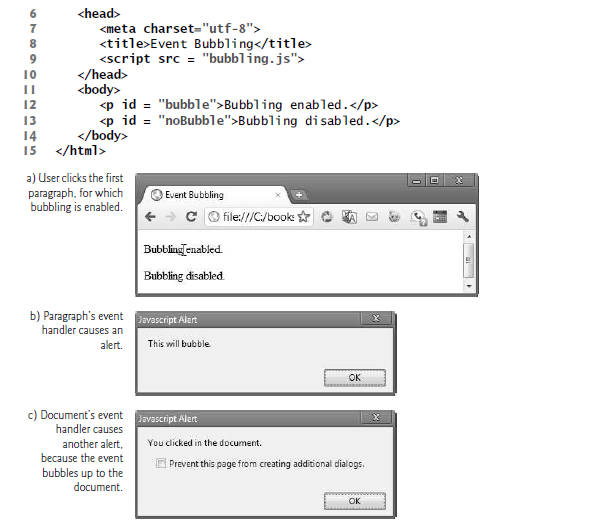 6 <head>
7 <meta charset="utf-8">
8 <title>Event Bubbling</title>
9 <script src = "bubbling.js">
10 </head>
11 <body>
12 <p id = "bubble">Bubbling enabled.</p>
13 <p id = "noBubble">Bubbling disabled.</p>
14 </body>
15 </html>
a) User clicks the first
paragraph, for which
bubbling is enabled.
Event Bubbling
file:///C:/books
Bubbling enabled.
Bubbling disabled.
b) Paragraph's event
handler causes an
alert.
Javascript Alert
This will bubble.
OK
c) Document's event
handler causes
another alert,
because the event
bubbles up to the
document.
Javascript Alert
You clicked in the document.
Prevent this page from creating additional dialogs.
OK